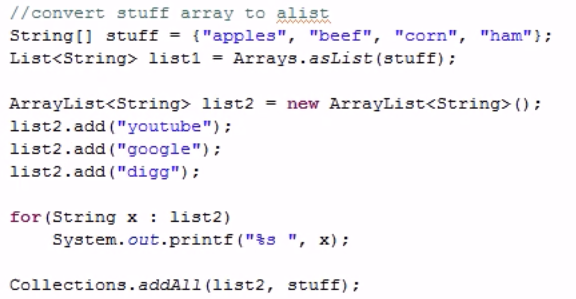 //convert stuff array to alist
String[] stuff = {"apples", "beef", "corn", "ham"};
List<String> list1 = Arrays.asList(stuff);

ArrayList<String> list2 = new ArrayList<String>();
list2.add("youtube");
list2.add("google");
list2.add("digg");

for(String x : list2)
    System.out.printf("%s ", x);

Collections.addAll(list2, stuff);